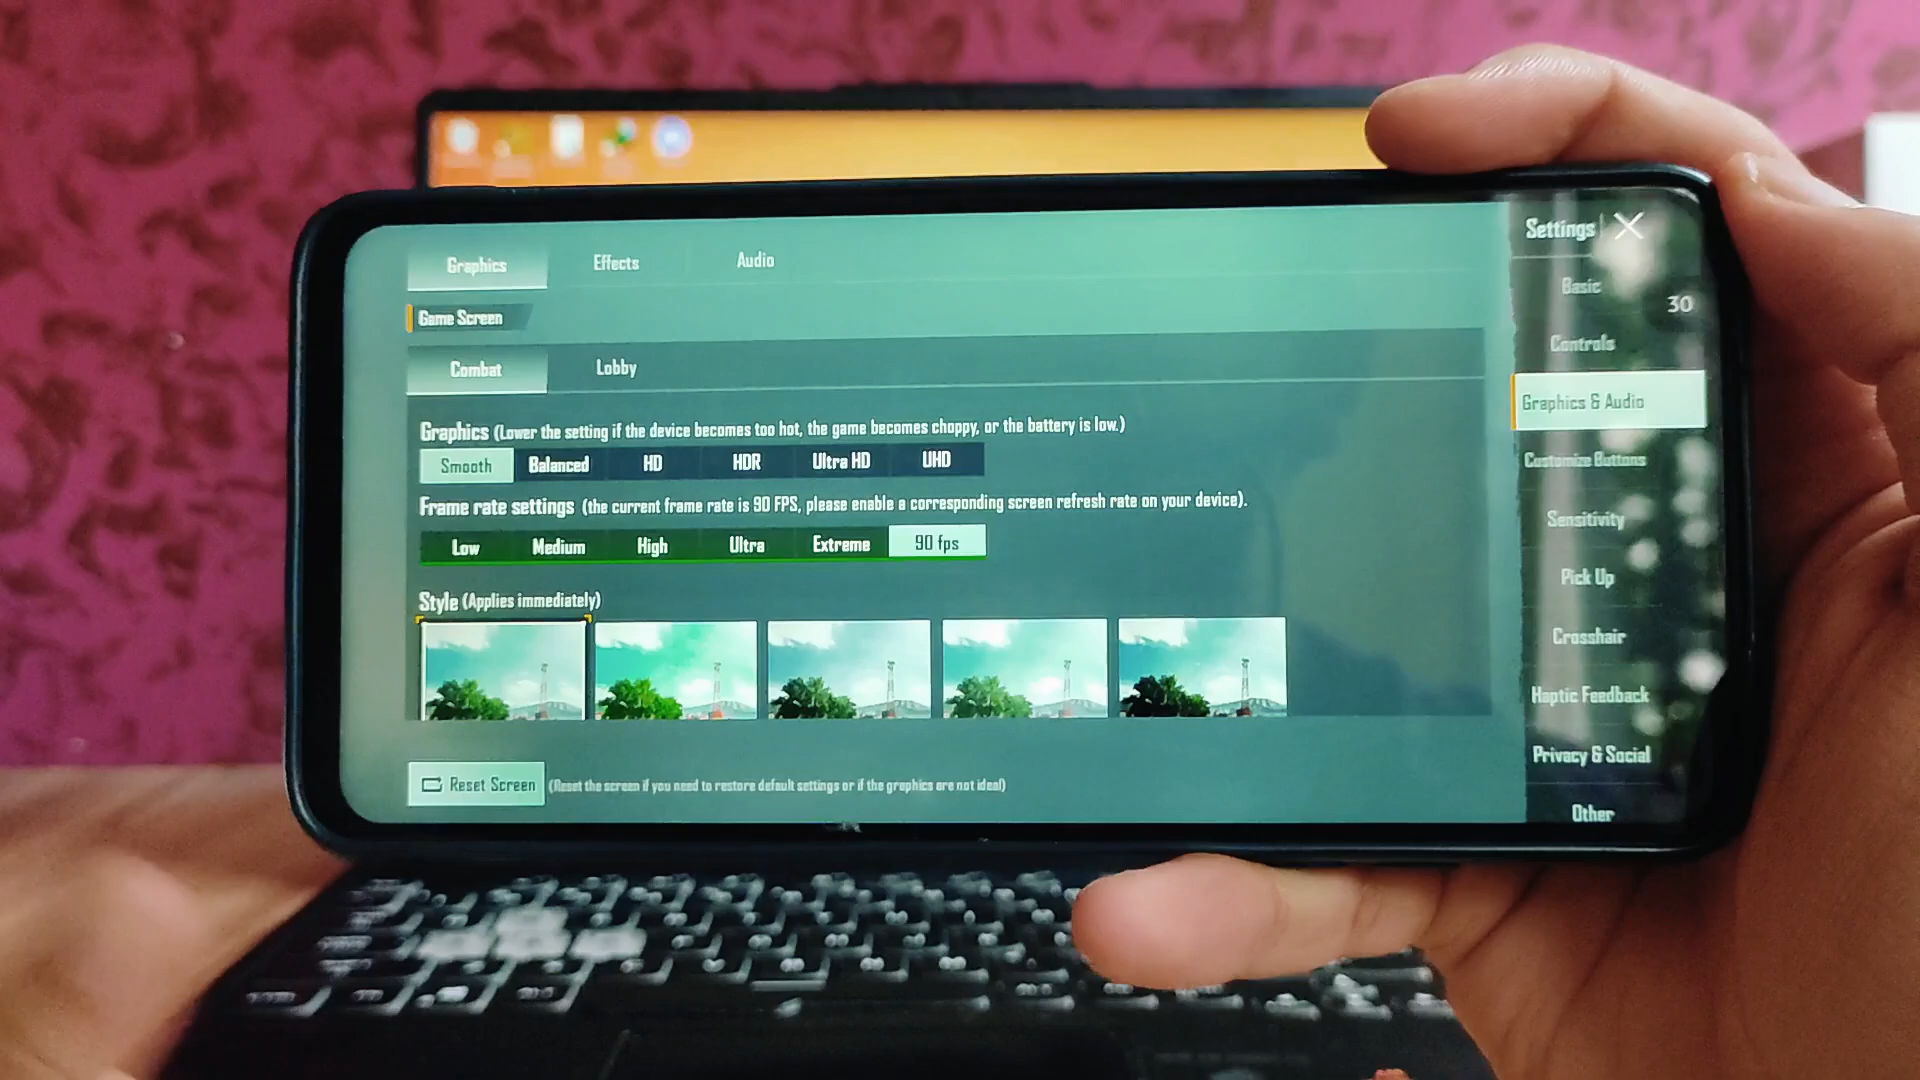 Graphics Effects Audio
Game Screen
Combat Lobby
Graphics (Lower the setting if the device becomes too hot, the game becomes choppy, or the battery is low.)
Smooth Balanced HD HDR Ultra HD UHD
Frame rate settings (the current frame rate is 90 FPS, please enable a corresponding screen refresh rate on your device).
Low Medium High Ultra Extreme 90 fps
Style (Applies immediately)
Reset Screen (Reset the screen if you need to restore default settings or if the graphics are not ideal)
Settings
Basic
30
Controls
Graphics & Audio
Customize Buttons
Sensitivity
Pick Up
Crosshair
Haptic Feedback
Privacy & Social
Other